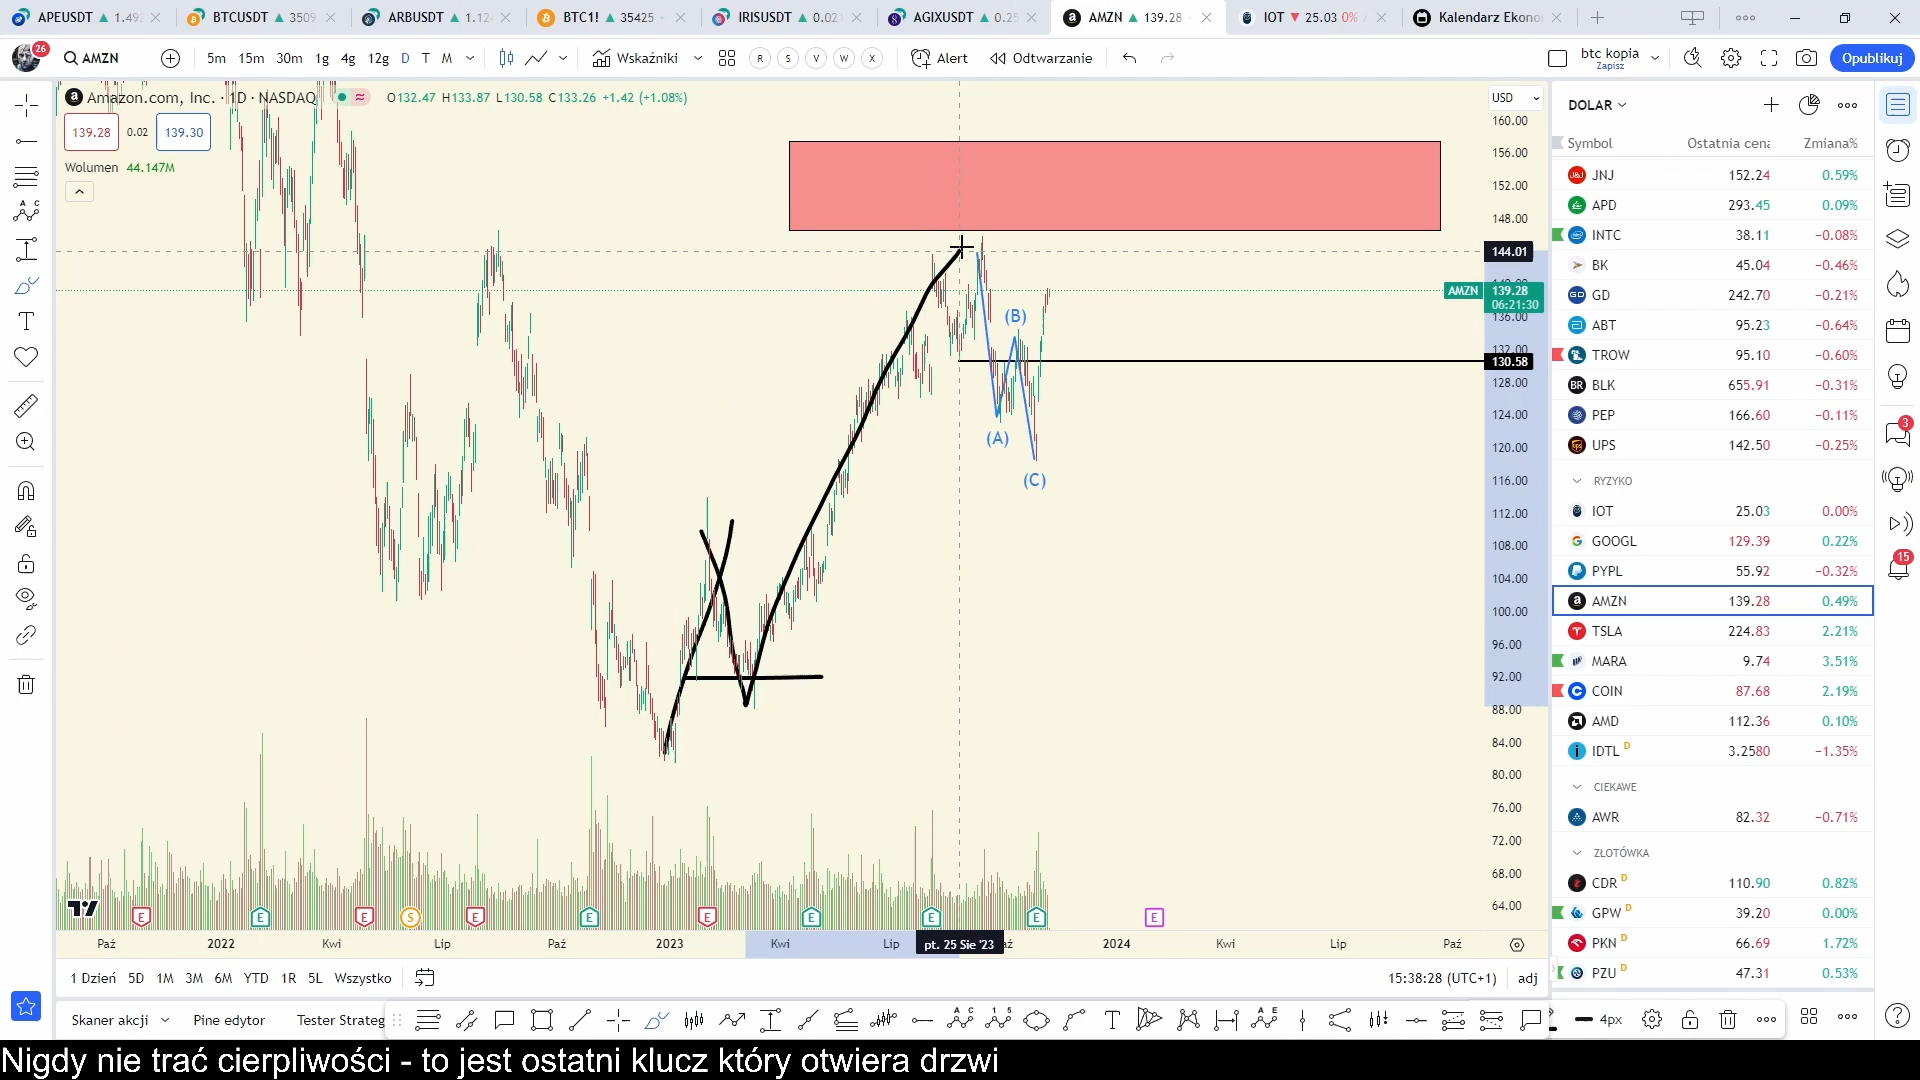 APEUSDT ▲ 1.49
BTCUSDT ▲ 3509
ARBUSDT ▲ 1.12
BTC1! ▲ 35425
IRISUSDT ▲ 0.02
AGIXUSDT ▲ 0.25
AMZN ▲ 139.28
IOT ▼ 25.03 0%
Kalendarz Ekono
26
AMZN
5m 15m 30m 1g 4g 12g D T M
Wskaźniki
R S V W X
Alert
Odtwarzanie
btc kopia
Zapisz
Opublikuj
Amazon.com, Inc. · 1D · NASDAQ
O132.47 H133.87 L130.58 C133.26 +1.42 (+1.08%)
139.28 0.02 139.30
Wolumen 44.147M
USD
160.00
156.00
152.00
148.00
144.01
AMZN 139.28
06:21:30
136.00
132.00
130.58
128.00
124.00
120.00
116.00
112.00
108.00
104.00
100.00
96.00
92.00
88.00
84.00
80.00
76.00
72.00
68.00
64.00
(B)
(A)
(C)
E E E S E E E E E E E
Paź 2022 Kwi Lip Paź 2023 Kwi Lip pt. 25 Sie '23 aź 2024 Kwi Lip Paź
1 Dzień 5D 1M 3M 6M YTD 1R 5L Wszystko
15:38:28 (UTC+1) adj
Skaner akcji
Pine edytor
Tester Strateg
4px
DOLAR
Symbol Ostatnia cena Zmiana%
JNJ 152.24 0.59%
APD 293.45 0.09%
INTC 38.11 −0.08%
BK 45.04 −0.46%
GD 242.70 −0.21%
ABT 95.23 −0.64%
TROW 95.10 −0.60%
BLK 655.91 −0.31%
PEP 166.60 −0.11%
UPS 142.50 −0.25%
RYZYKO
IOT 25.03 0.00%
GOOGL 129.39 0.22%
PYPL 55.92 −0.32%
AMZN 139.28 0.49%
TSLA 224.83 2.21%
MARA 9.74 3.51%
COIN 87.68 2.19%
AMD 112.36 0.10%
IDTL D 3.2580 −1.35%
CIEKAWE
AWR 82.32 −0.71%
ZŁOTÓWKA
CDR D 110.90 0.82%
GPW D 39.20 0.00%
PKN D 66.69 1.72%
PZU D 47.31 0.53%
3
15
Nigdy nie trać cierpliwości - to jest ostatni klucz który otwiera drzwi